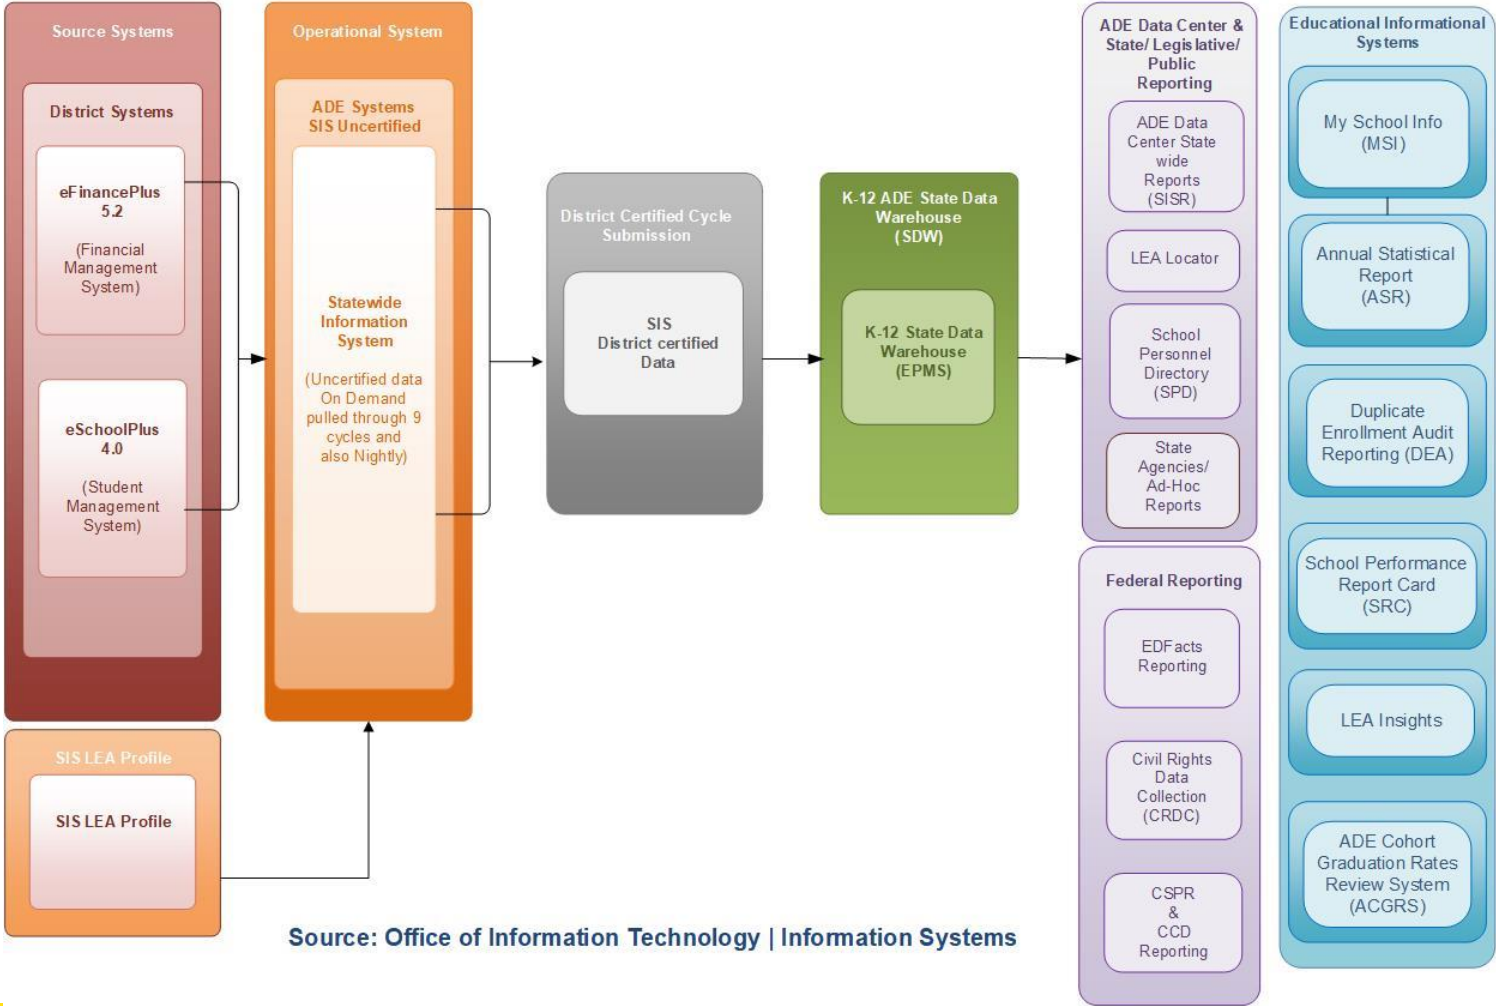 Source Systems
District Systems
eFinancePlus
5.2
(Financial
Management
System)
eSchoolPlus
4.0
(Student
Management
System)
SIS LEA Profile
SIS LEA Profile
Operational System
ADE Systems
SIS Uncertified
Statewide
Information
System
(Uncertified data
On Demand
pulled through 9
cycles and
also Nightly)
District Certified Cycle
Submission
SIS
District certified
Data
K-12 ADE State Data
Warehouse
(SDW)
K-12 State Data
Warehouse
(EPMS)
ADE Data Center &
State/ Legislative/
Public
Reporting
ADE Data
Center State
wide
Reports
(SISR)
LEA Locator
School
Personnel
Directory
(SPD)
State
Agencies/
Ad-Hoc
Reports
Federal Reporting
EDFacts
Reporting
Civil Rights
Data
Collection
(CRDC)
CSPR
&
CCD
Reporting
Educational Informational
Systems
My School Info
(MSI)
Annual Statistical
Report
(ASR)
Duplicate
Enrollment Audit
Reporting (DEA)
School Performance
Report Card
(SRC)
LEA Insights
ADE Cohort
Graduation Rates
Review System
(ACGRS)
Source: Office of Information Technology | Information Systems